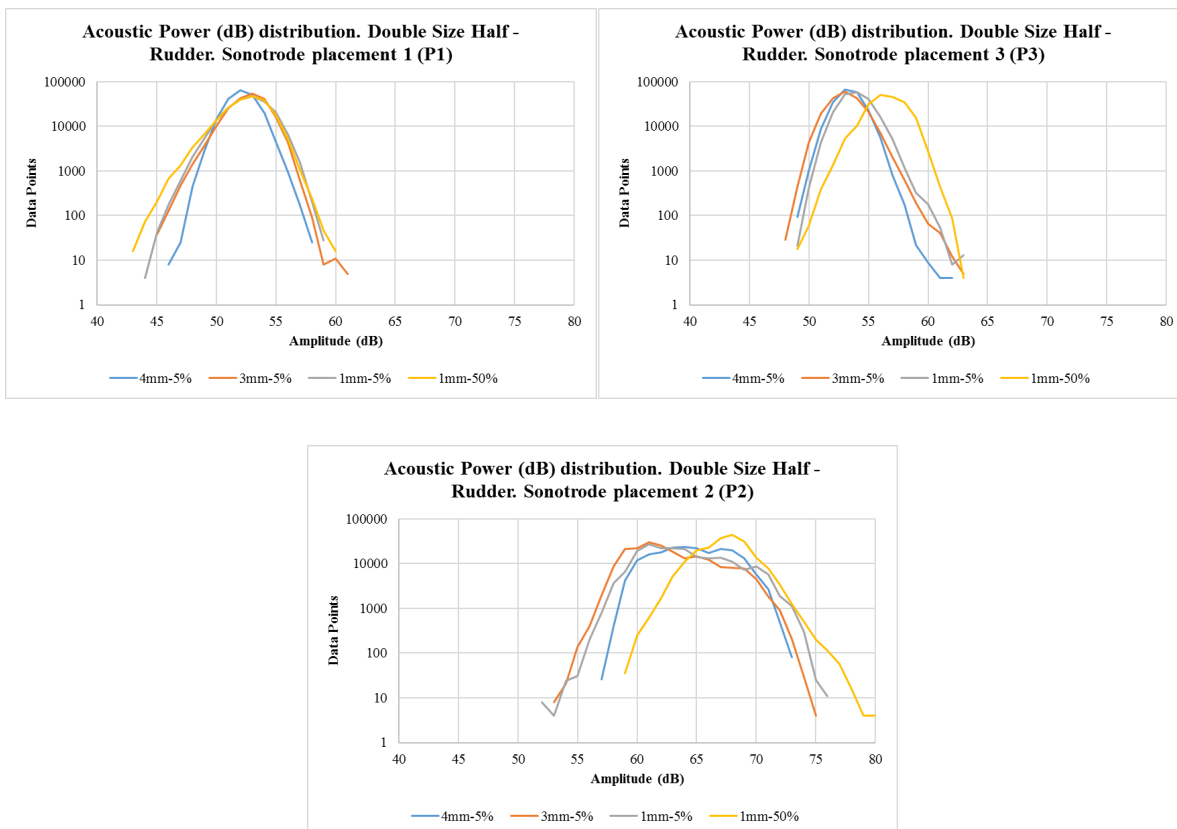 Acoustic Power (dB) distribution. Double Size Half -
Rudder. Sonotrode placement 1 (P1)
100000
10000
1000
100
10
1
Data Points
40 45 50 55 60 65 70 75 80
Amplitude (dB)
4mm-5% 3mm-5% 1mm-5% 1mm-50%
Acoustic Power (dB) distribution. Double Size Half -
Rudder. Sonotrode placement 3 (P3)
100000
10000
1000
100
10
1
Data Points
40 45 50 55 60 65 70 75 80
Amplitude (dB)
4mm-5% 3mm-5% 1mm-5% 1mm-50%
Acoustic Power (dB) distribution. Double Size Half -
Rudder. Sonotrode placement 2 (P2)
100000
10000
1000
100
10
1
Data Points
40 45 50 55 60 65 70 75 80
Amplitude (dB)
4mm-5% 3mm-5% 1mm-5% 1mm-50%